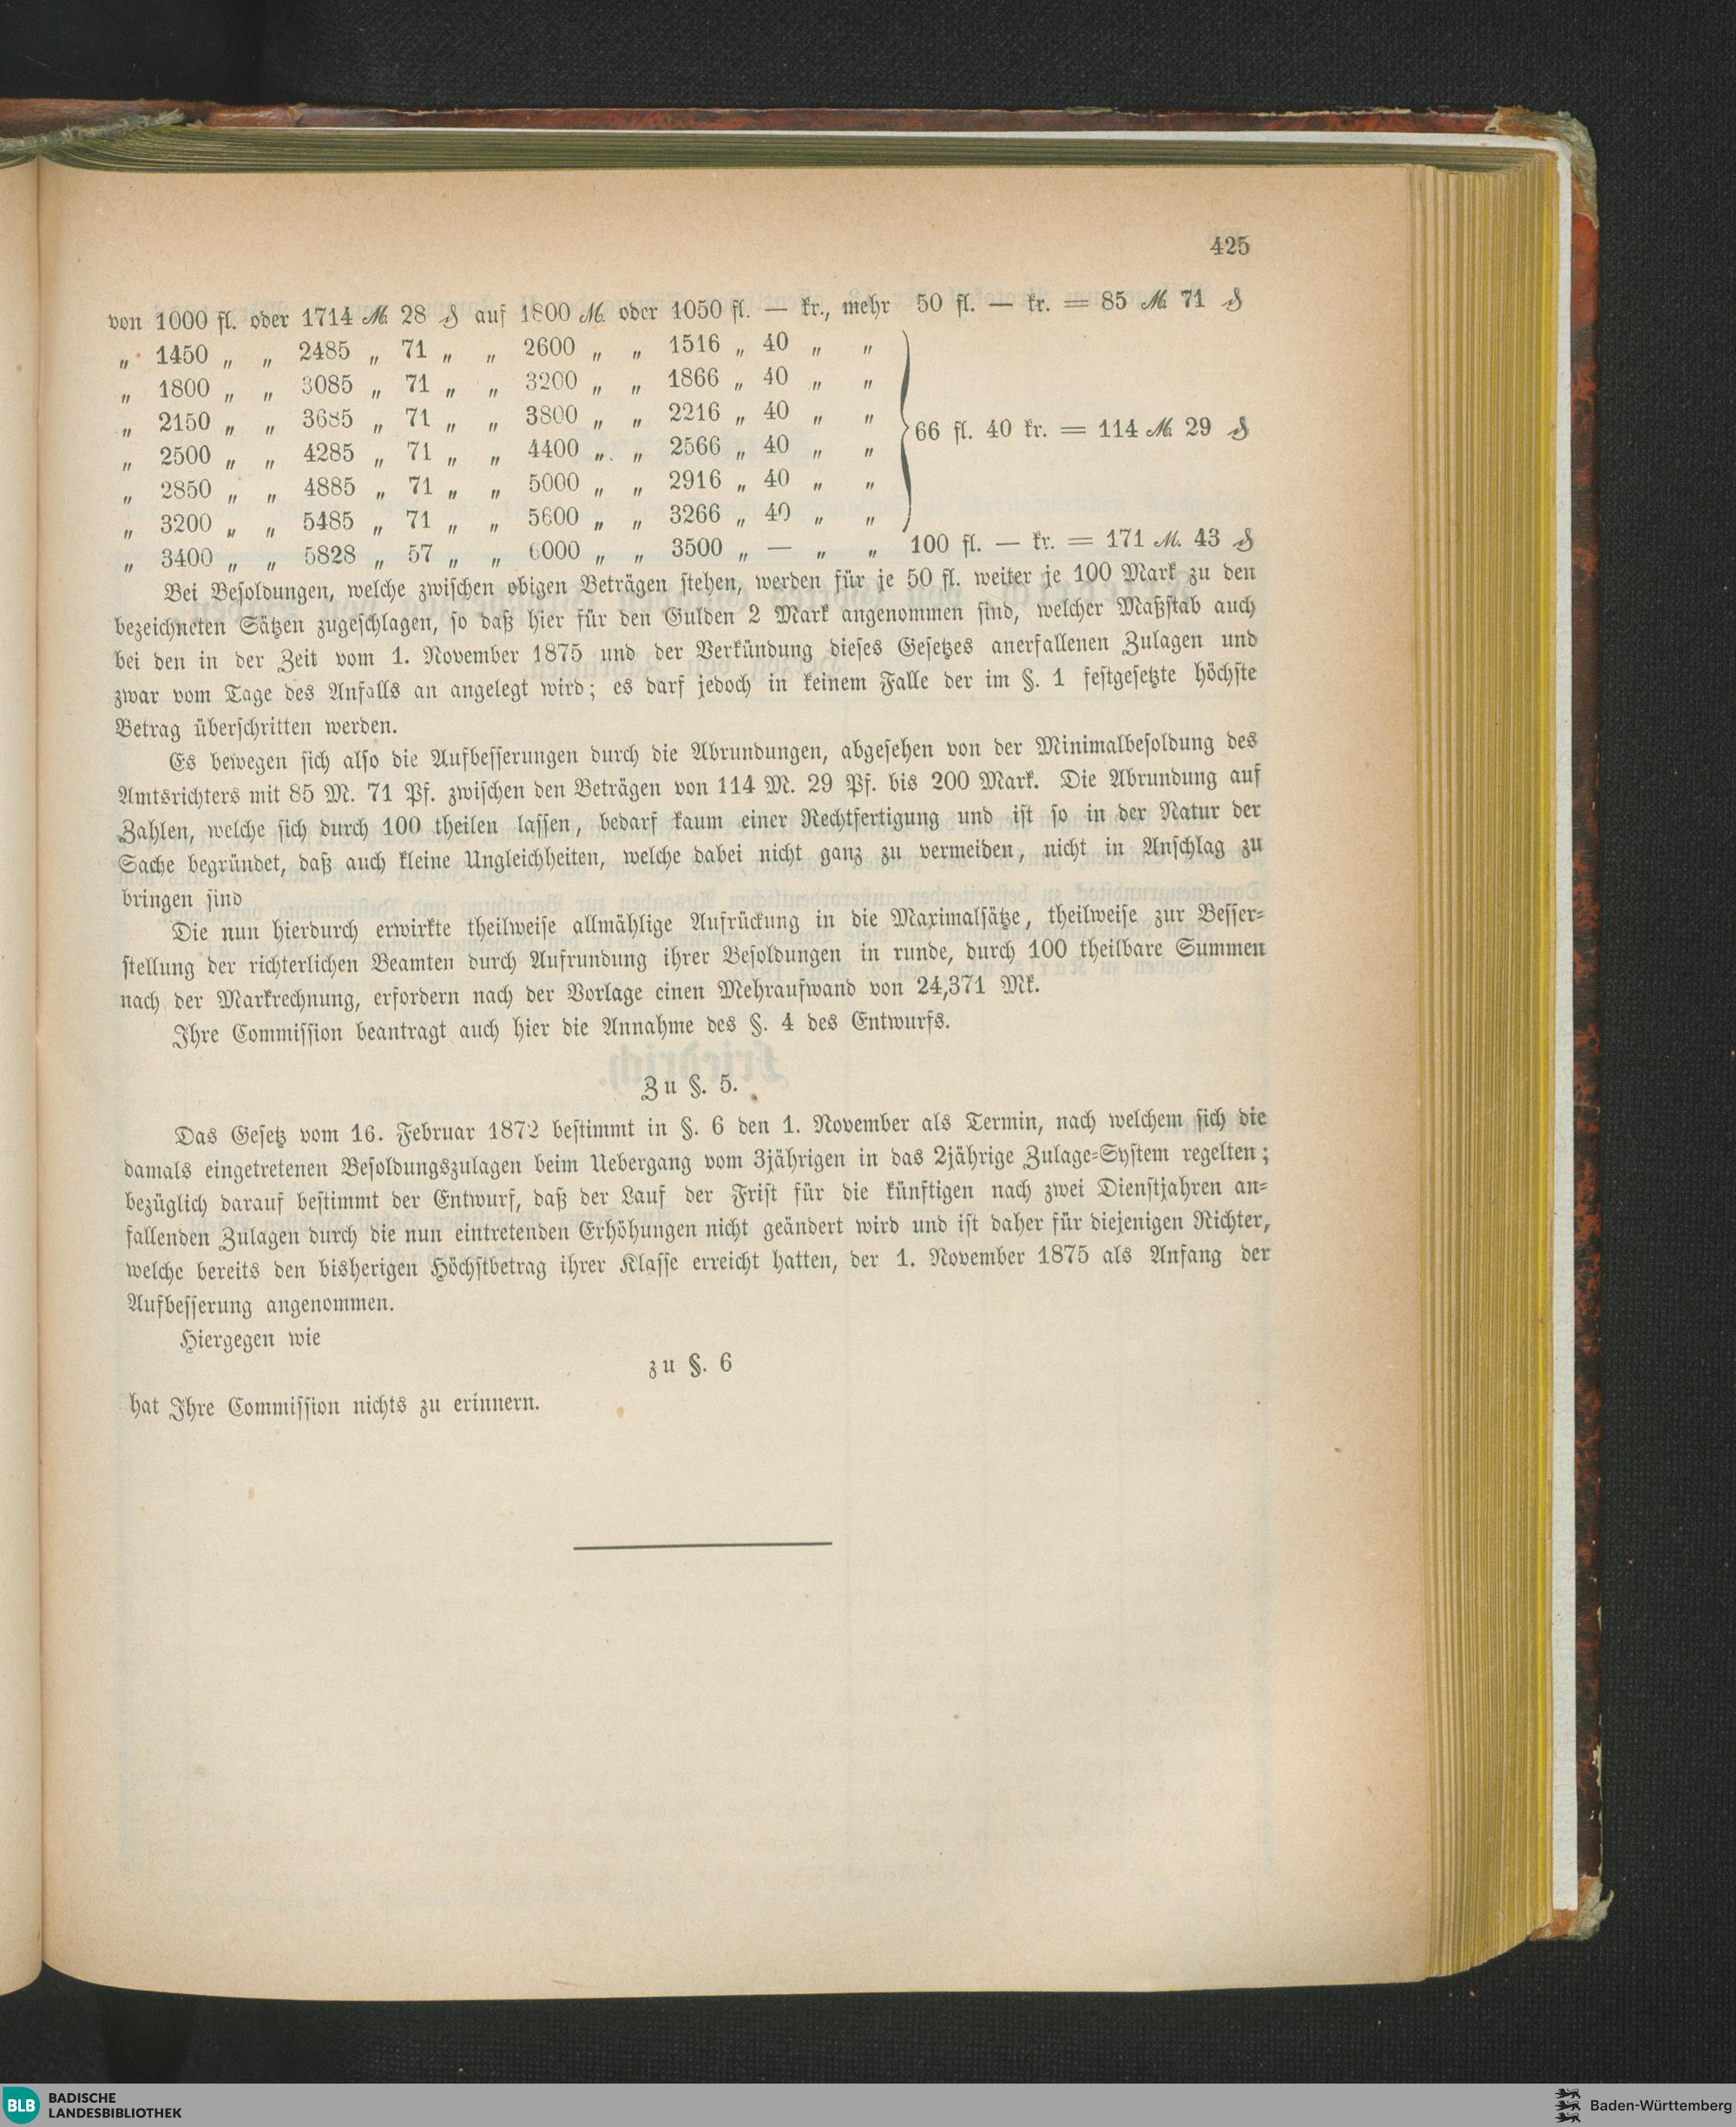 425
von 1000 fl. oder 1714 ℳ. 28 ₰ auf 1800 ℳ. oder 1050 fl. — kr., mehr 50 fl. — kr. = 85 ℳ. 71 ₰
„ 1450 „ „ 2485 „ 71 „ „ 2600 „ „ 1516 „ 40 „ „
„ 1800 „ „ 3085 „ 71 „ „ 3200 „ „ 1866 „ 40 „ „
„ 2150 „ „ 3685 „ 71 „ „ 3800 „ „ 2216 „ 40 „ „
66 fl. 40 kr. = 114 ℳ. 29 ₰
„ 2500 „ „ 4285 „ 71 „ „ 4400 „ „ 2566 „ 40 „ „
„ 2850 „ „ 4885 „ 71 „ „ 5000 „ „ 2916 „ 40 „ „
„ 3200 „ „ 5485 „ 71 „ „ 5600 „ „ 3266 „ 40 „ „
„ 3400 „ „ 5828 „ 57 „ „ 6000 „ „ 3500 „ — „ „ 100 fl. — kr. = 171 ℳ. 43 ₰
Bei Besoldungen, welche zwischen obigen Beträgen stehen, werden für je 50 fl. weiter je 100 Mark zu den
bezeichneten Sätzen zugeschlagen, so daß hier für den Gulden 2 Mark angenommen sind, welcher Maßstab auch
bei den in der Zeit vom 1. November 1875 und der Verkündung dieses Gesetzes anerfallenen Zulagen und
zwar vom Tage des Anfalls an angelegt wird; es darf jedoch in keinem Falle der im §. 1 festgesetzte höchste
Betrag überschritten werden.
Es bewegen sich also die Aufbesserungen durch die Abrundungen, abgesehen von der Minimalbesoldung des
Amtsrichters mit 85 M. 71 Pf. zwischen den Beträgen von 114 M. 29 Pf. bis 200 Mark. Die Abrundung auf
Zahlen, welche sich durch 100 theilen lassen, bedarf kaum einer Rechtfertigung und ist so in der Natur der
Sache begründet, daß auch kleine Ungleichheiten, welche dabei nicht ganz zu vermeiden, nicht in Anschlag zu
bringen sind
Die nun hierdurch erwirkte theilweise allmählige Aufrückung in die Maximalsätze, theilweise zur Besser-
stellung der richterlichen Beamten durch Aufrundung ihrer Besoldungen in runde, durch 100 theilbare Summen
nach der Markrechnung, erfordern nach der Vorlage einen Mehraufwand von 24,371 Mk.
Ihre Commission beantragt auch hier die Annahme des §. 4 des Entwurfs.
Zu §. 5.
Das Gesetz vom 16. Februar 1872 bestimmt in §. 6 den 1. November als Termin, nach welchem sich die
damals eingetretenen Besoldungszulagen beim Uebergang vom 3jährigen in das 2jährige Zulage-System regelten;
bezüglich darauf bestimmt der Entwurf, daß der Lauf der Frist für die künftigen nach zwei Dienstjahren an-
fallenden Zulagen durch die nun eintretenden Erhöhungen nicht geändert wird und ist daher für diejenigen Richter,
welche bereits den bisherigen Höchstbetrag ihrer Klasse erreicht hatten, der 1. November 1875 als Anfang der
Aufbesserung angenommen.
Hiergegen wie
zu §. 6
hat Ihre Commission nichts zu erinnern.
BLB BADISCHE
LANDESBIBLIOTHEK
Baden-Württemberg